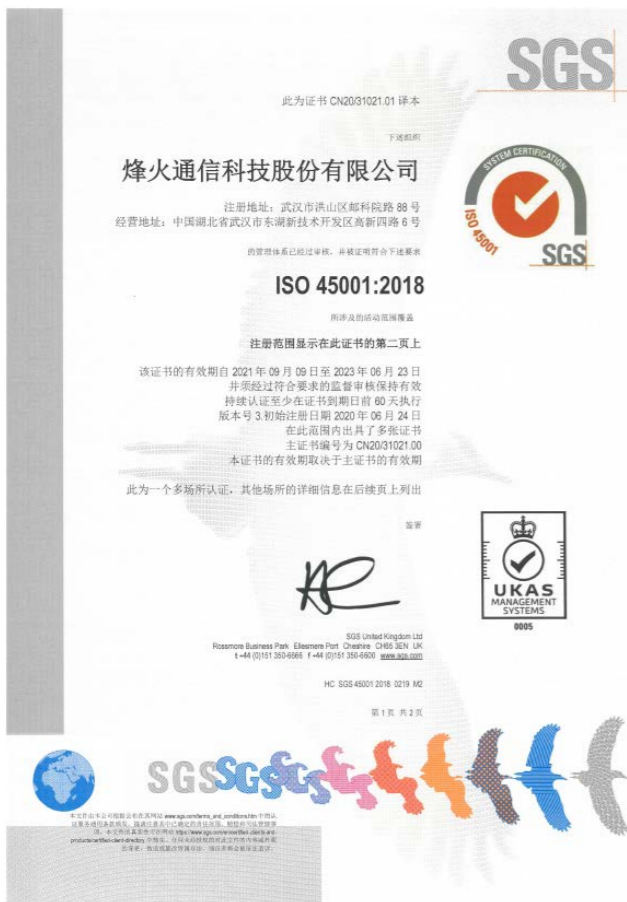 SGS
此为证书 CN20/31021.01 译本
下述组织
烽火通信科技股份有限公司
注册地址：武汉市洪山区邮科院路 88 号
经营地址：中国湖北省武汉市东湖新技术开发区高新四路 6 号
的管理体系已经过审核，并被证明符合下述要求
ISO 45001:2018
所涉及的活动范围覆盖
注册范围显示在此证书的第二页上
该证书的有效期自 2021 年 09 月 09 日至 2023 年 06 月 23 日
并须经过符合要求的监督审核保持有效
持续认证至少在证书到期日前 60 天执行
版本号 3.初始注册日期 2020 年 06 月 24 日
在此范围内出具了多张证书
主证书编号为 CN20/31021.00
本证书的有效期取决于主证书的有效期
此为一个多场所认证，其他场所的详细信息在后续页上列出
签署
SYSTEM CERTIFICATION
ISO 45001
SGS
UKAS
MANAGEMENT
SYSTEMS
0005
SGS United Kingdom Ltd
Rossmore Business Park Ellesmere Port Cheshire CH65 3EN UK
t +44 (0)151 350-6666 f +44 (0)151 350-6600 www.sgs.com
HC SGS 45001 2018 0219 M2
第 1 页 共 2 页
SGS SGS SGS